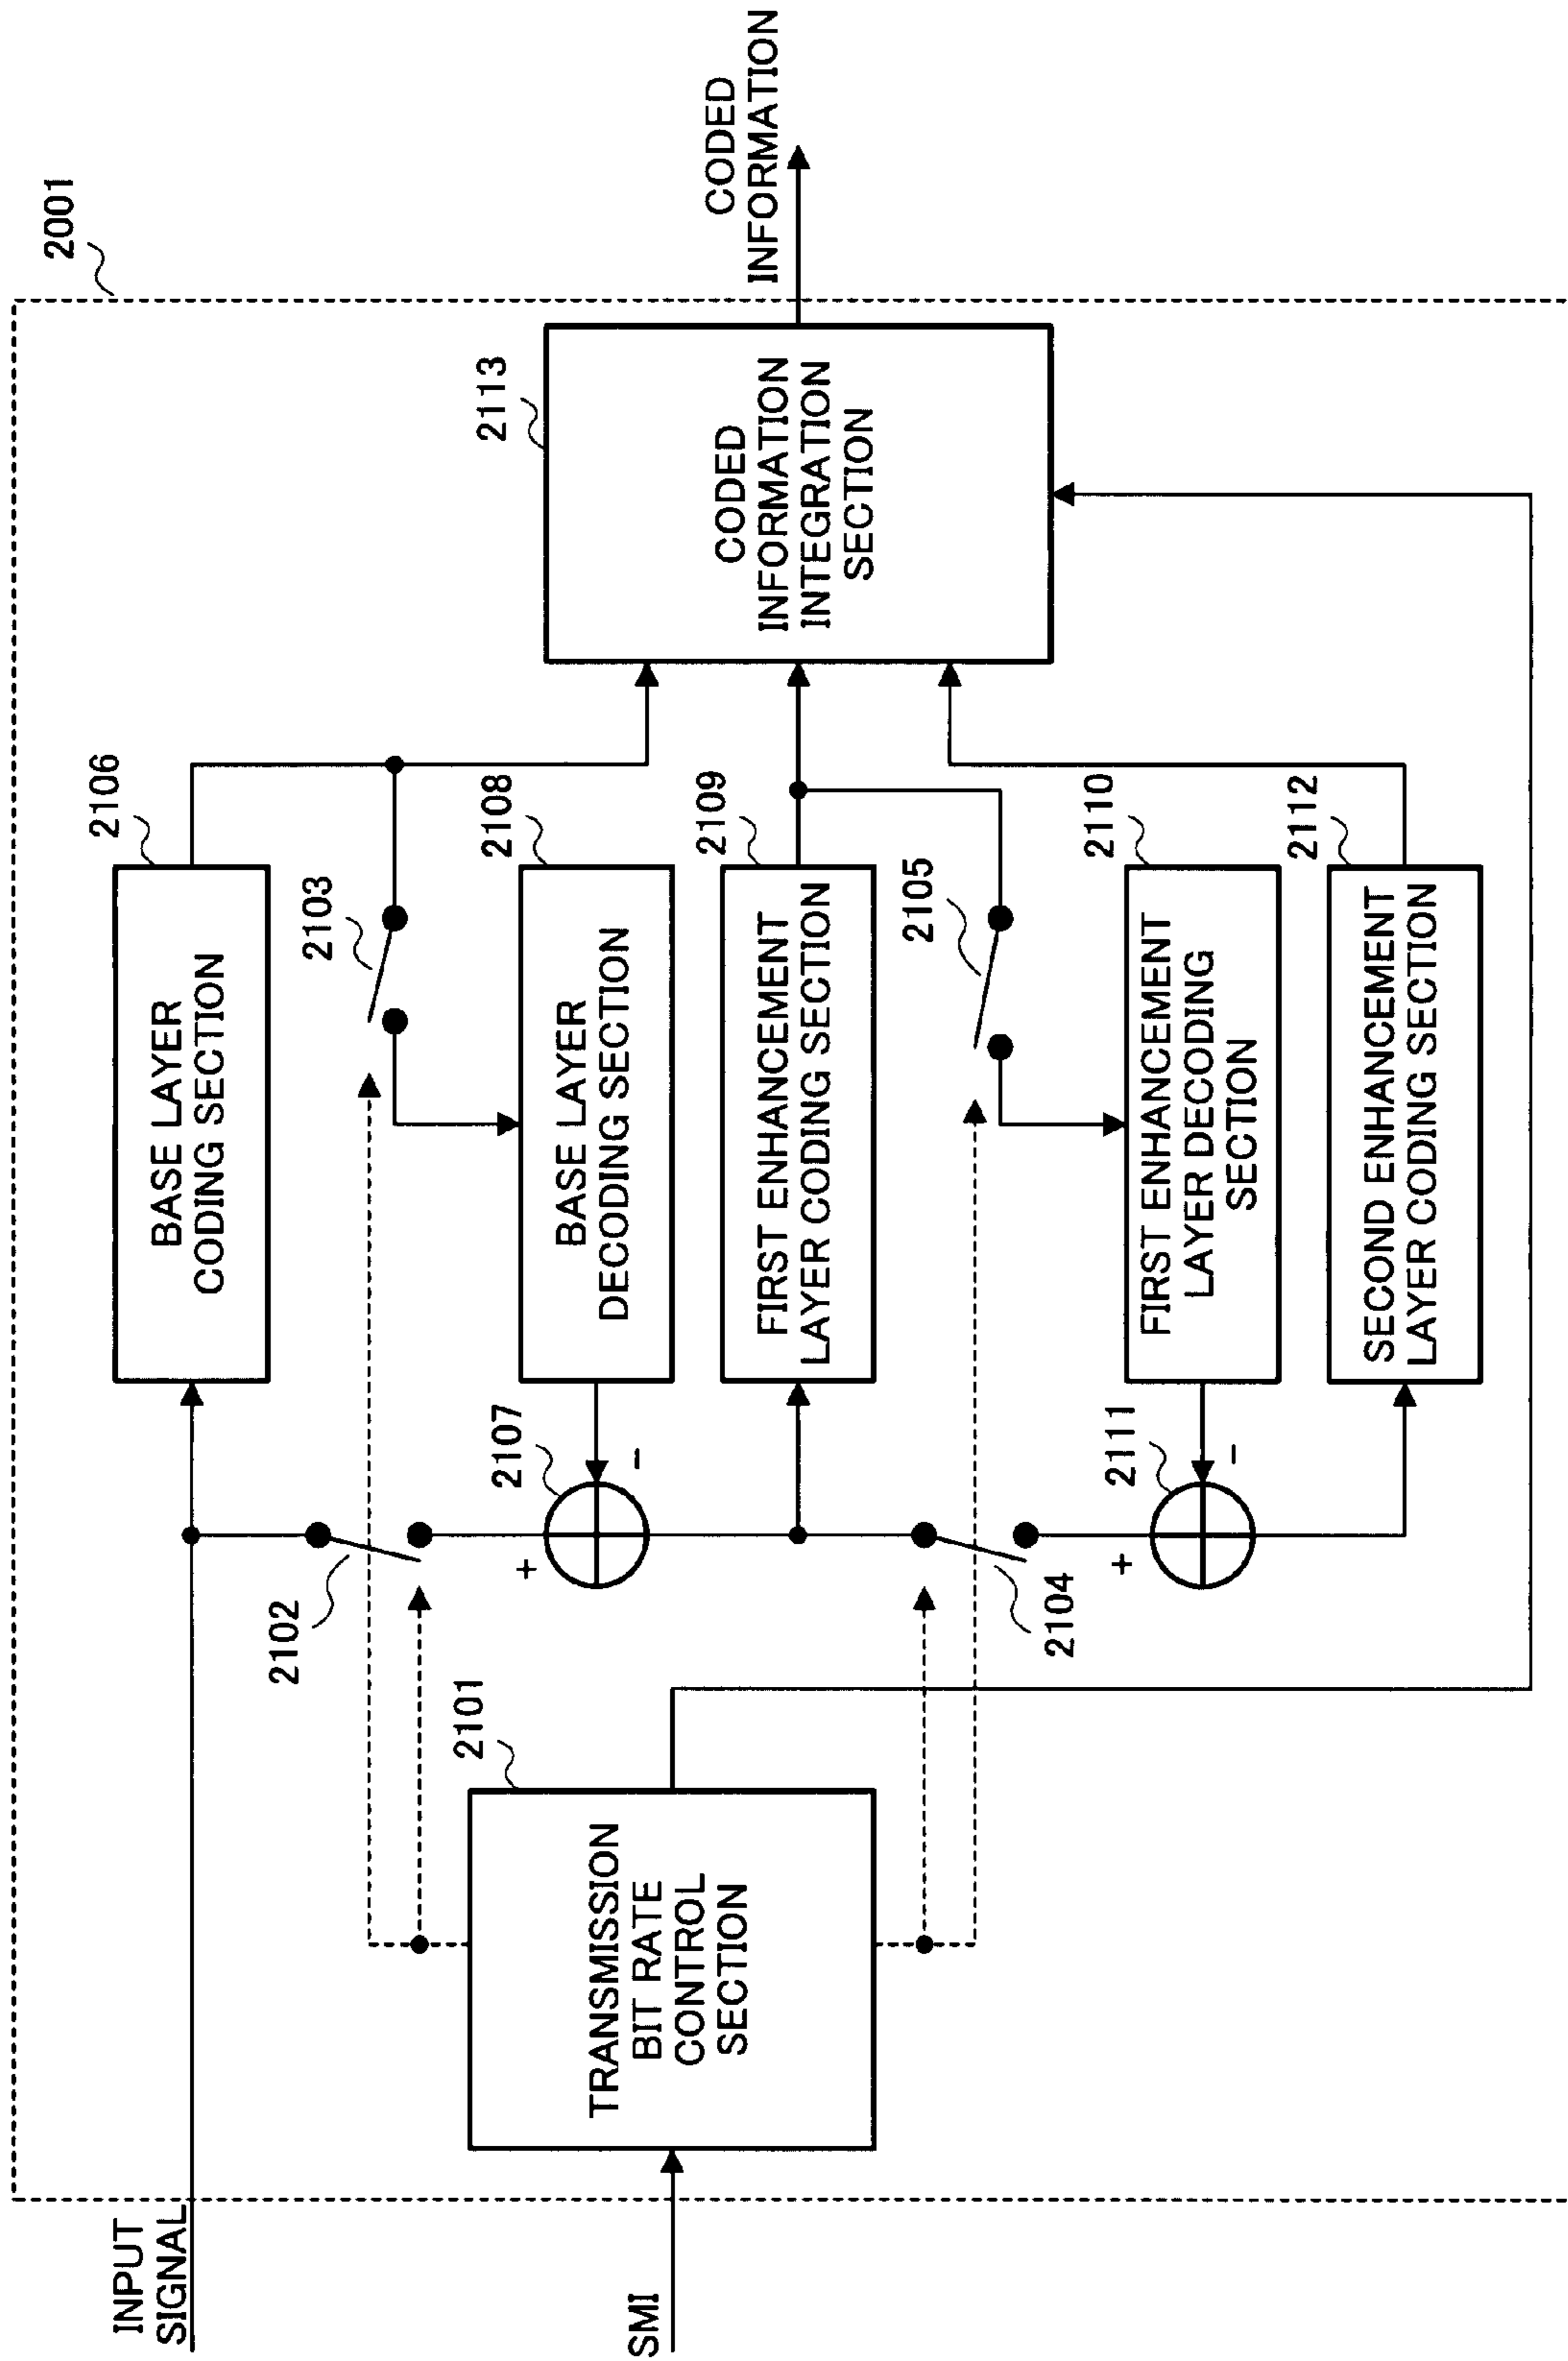 2001
INPUT
SIGNAL
SMI
TRANSMISSION
BIT RATE
CONTROL
SECTION
2101
2102
2103
2104
2105
BASE LAYER
CODING SECTION
2106
2107
+
-
BASE LAYER
DECODING SECTION
2108
FIRST ENHANCEMENT
LAYER CODING SECTION
2109
FIRST ENHANCEMENT
LAYER DECODING
SECTION
2110
2111
+
-
SECOND ENHANCEMENT
LAYER CODING SECTION
2112
CODED
INFORMATION
INTEGRATION
SECTION
2113
CODED
INFORMATION